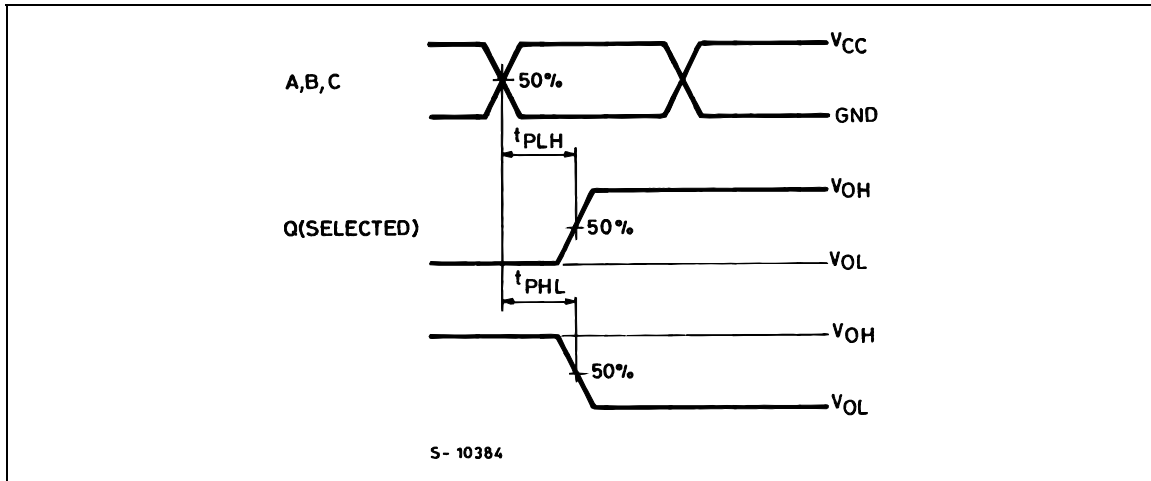 VCC
A,B,C
50%
GND
tPLH
VOH
Q(SELECTED)
50%
VOL
tPHL
VOH
50%
VOL
S- 10384